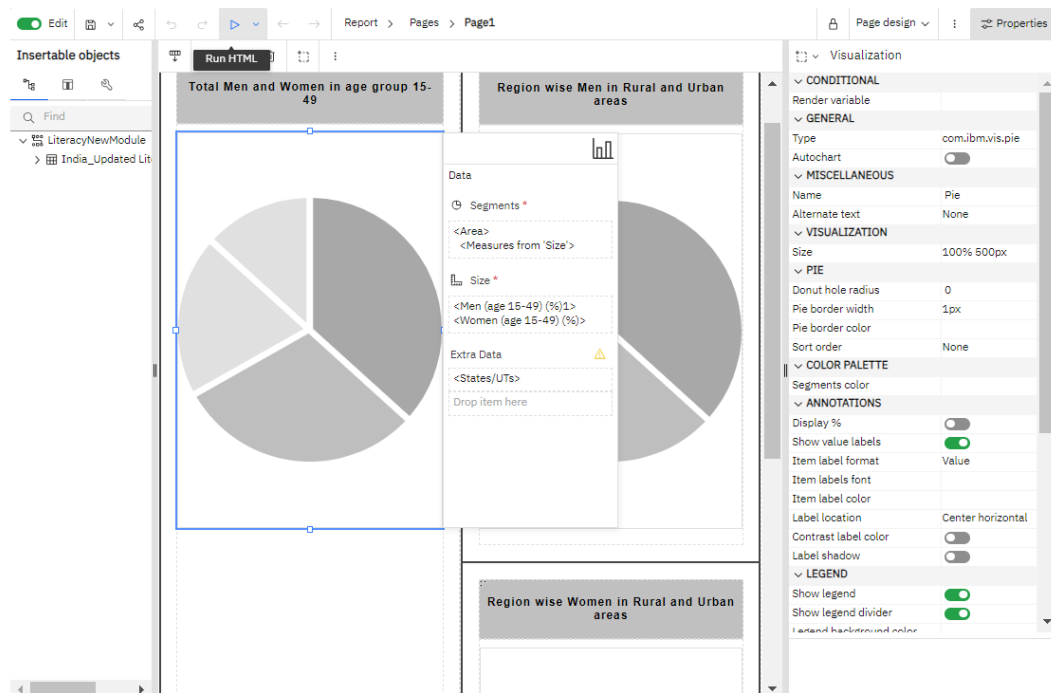 Edit
Report > Pages > Page1
Page design
Properties
Insertable objects
Run HTML
Visualization
Find
LiteracyNewModule
India_Updated Lit
Total Men and Women in age group 15-
49
Region wise Men in Rural and Urban
areas
Data
Segments *
<Area>
<Measures from 'Size'>
Size *
<Men (age 15-49) (%)1>
<Women (age 15-49) (%)>
Extra Data
<States/UTs>
Drop item here
Region wise Women in Rural and Urban
areas
CONDITIONAL
Render variable
GENERAL
Type com.ibm.vis.pie
Autochart
MISCELLANEOUS
Name Pie
Alternate text None
VISUALIZATION
Size 100% 500px
PIE
Donut hole radius 0
Pie border width 1px
Pie border color
Sort order None
COLOR PALETTE
Segments color
ANNOTATIONS
Display %
Show value labels
Item label format Value
Item labels font
Item label color
Label location Center horizontal
Contrast label color
Label shadow
LEGEND
Show legend
Show legend divider
Legend background color